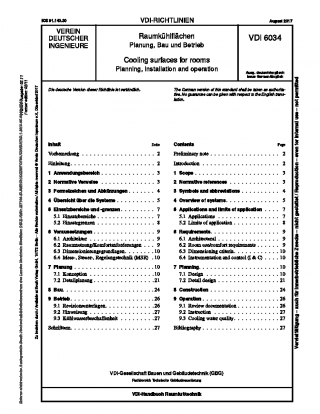 ICS 91.140.30
VDI-RICHTLINIEN
August 2017
VEREIN
DEUTSCHER
INGENIEURE
Raumkühlflächen
Planung, Bau und Betrieb
Cooling surfaces for rooms
Planning, installation and operation
VDI 6034
Ausg. deutsch/englisch
Issue German/English
Die deutsche Version dieser Richtlinie ist verbindlich.
The German version of this standard shall be taken as authoritative. No guarantee can be given with respect to the English translation.
Inhalt Seite
Vorbemerkung 2
Einleitung 2
1 Anwendungsbereich 3
2 Normative Verweise 3
3 Formelzeichen und Abkürzungen 4
4 Übersicht über die Systeme 5
5 Einsatzbereiche und -grenzen 7
5.1 Einsatzbereiche 7
5.2 Einsatzgrenzen 8
6 Voraussetzungen 9
6.1 Architektur 9
6.2 Raumnutzung/Komfortanforderungen 9
6.3 Dimensionierungsgrundlagen 10
6.4 Mess-, Steuer-, Regelungstechnik (MSR) 10
7 Planung 10
7.1 Konzeption 10
7.2 Detailplanung 21
8 Bau 24
9 Betrieb 26
9.1 Revisionsunterlagen 26
9.2 Einweisung 27
9.3 Kühlwasserbeschaffenheit 27
Schrifttum 27
Contents Page
Preliminary note 2
Introduction 2
1 Scope 3
2 Normative references 3
3 Symbols and abbreviations 4
4 Overview of systems 5
5 Applications and limits of application 7
5.1 Applications 7
5.2 Limits of application 8
6 Requirements 9
6.1 Architectural 9
6.2 Room use/comfort requirements 9
6.3 Dimensioning criteria 10
6.4 Instrumentation and control (I & C) 10
7 Planning 10
7.1 Design 10
7.2 Detail design 21
8 Construction 24
9 Operation 26
9.1 Review documentation 26
9.2 Instruction 27
9.3 Cooling water quality 27
Bibliography 27
VDI-Gesellschaft Bauen und Gebäudetechnik (GBG)
Fachbereich Technische Gebäudeausrüstung
VDI-Handbuch Raumlufttechnik
Vervielfältigung – auch für innerbetriebliche Zwecke – nicht gestattet / Reproduction – even for internal use – not permitted